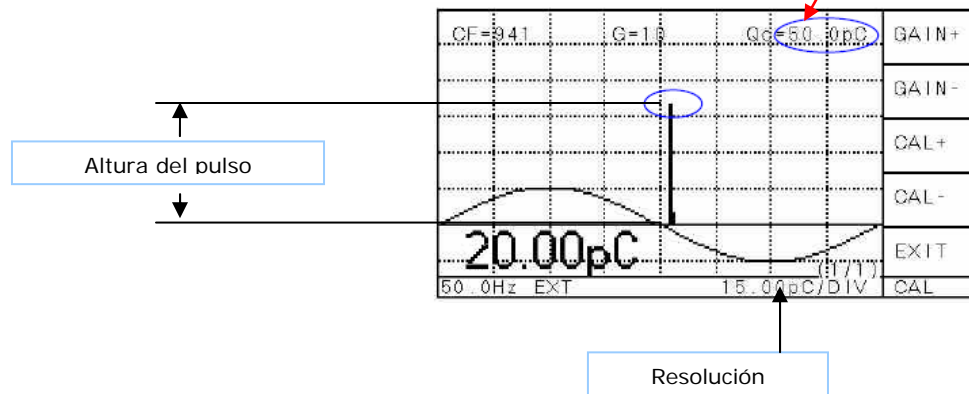 CF=941 G=10 Qc=50.0pC
GAIN+
GAIN-
CAL+
CAL-
EXIT
CAL
Altura del pulso
20.00pC
(1/1)
50.0Hz EXT 15.00pC/DIV
Resolución